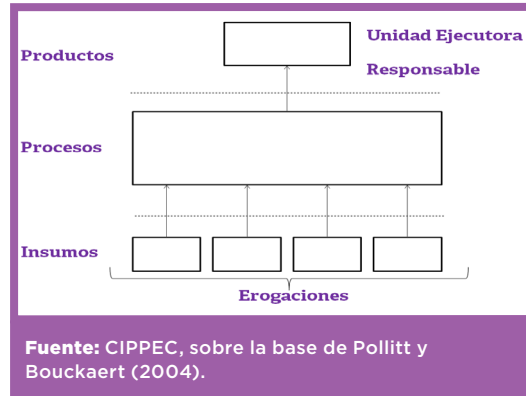 Unidad Ejecutora
Productos
Responsable
Procesos
Insumos
Erogaciones
Fuente: CIPPEC, sobre la base de Pollitt y
Bouckaert (2004).